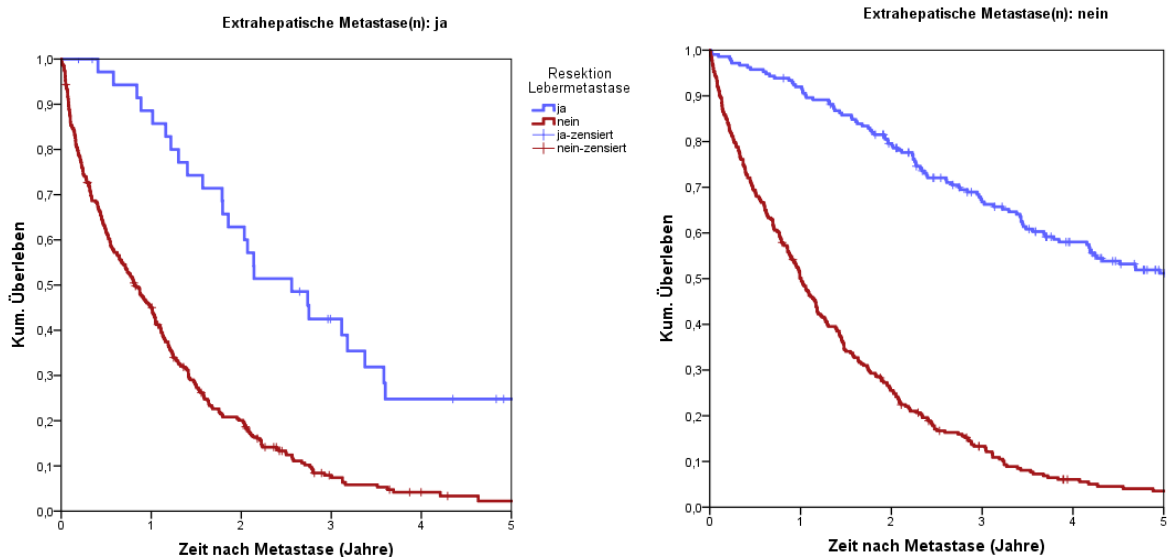 Extrahepatische Metastase(n): ja
1,0
0,9
0,8
0,7
0,6
0,5
0,4
0,3
0,2
0,1
0,0
0
1
2
3
4
5
Kum. Überleben
Zeit nach Metastase (Jahre)
Resektion
Lebermetastase
ja
nein
ja-zensiert
nein-zensiert
Extrahepatische Metastase(n): nein
1,0
0,9
0,8
0,7
0,6
0,5
0,4
0,3
0,2
0,1
0,0
0
1
2
3
4
5
Kum. Überleben
Zeit nach Metastase (Jahre)